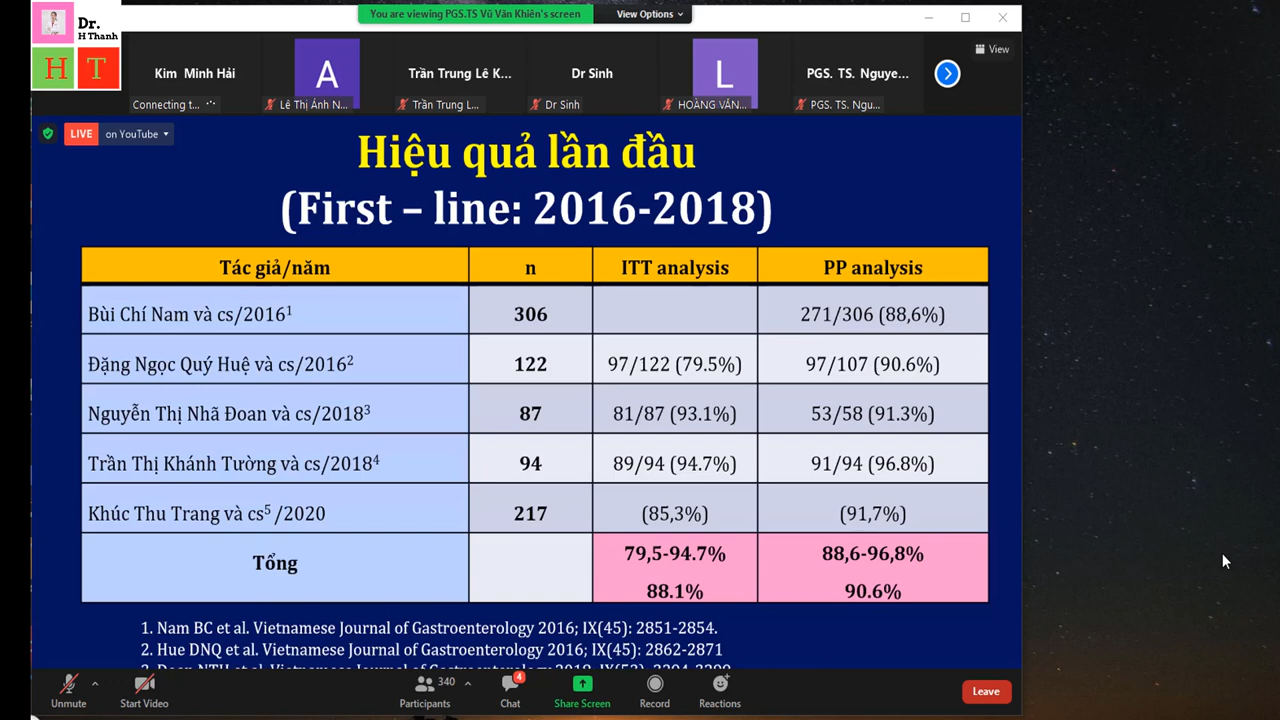 Dr.
H Thanh
H T
You are viewing PGS.TS Vũ Văn Khiên's screen
View Options
View
Kim Minh Hải
A
Trần Trung Lê K...
Dr Sinh
L
PGS. TS. Nguye...
Connecting t...
Lê Thị Ánh N...
Trần Trung L...
Dr Sinh
HOÀNG VĂN...
PGS. TS. Ngu...
LIVE on YouTube
Hiệu quả lần đầu
(First – line: 2016-2018)
Tác giả/năm n ITT analysis PP analysis
Bùi Chí Nam và cs/2016¹ 306 271/306 (88,6%)
Đặng Ngọc Quý Huệ và cs/2016² 122 97/122 (79.5%) 97/107 (90.6%)
Nguyễn Thị Nhã Đoan và cs/2018³ 87 81/87 (93.1%) 53/58 (91.3%)
Trần Thị Khánh Tường và cs/2018⁴ 94 89/94 (94.7%) 91/94 (96.8%)
Khúc Thu Trang và cs⁵ /2020 217 (85,3%) (91,7%)
Tổng 79,5-94.7% 88,6-96,8%
88.1% 90.6%
1. Nam BC et al. Vietnamese Journal of Gastroenterology 2016; IX(45): 2851-2854.
2. Hue DNQ et al. Vietnamese Journal of Gastroenterology 2016; IX(45): 2862-2871
340
4
Unmute
Start Video
Participants
Chat
Share Screen
Record
Reactions
Leave